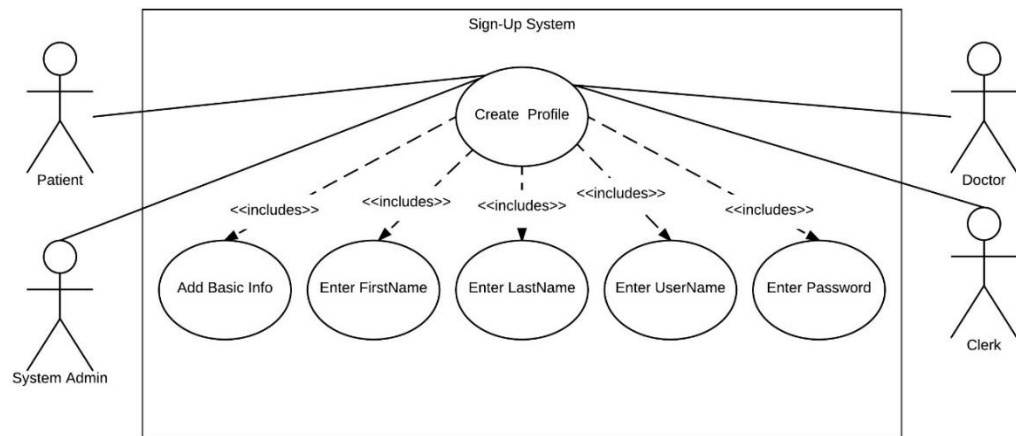 Sign-Up System
Create Profile
Patient
Doctor
<<includes>>
<<includes>>
<<includes>>
<<includes>>
<<includes>>
Add Basic Info
Enter FirstName
Enter LastName
Enter UserName
Enter Password
System Admin
Clerk